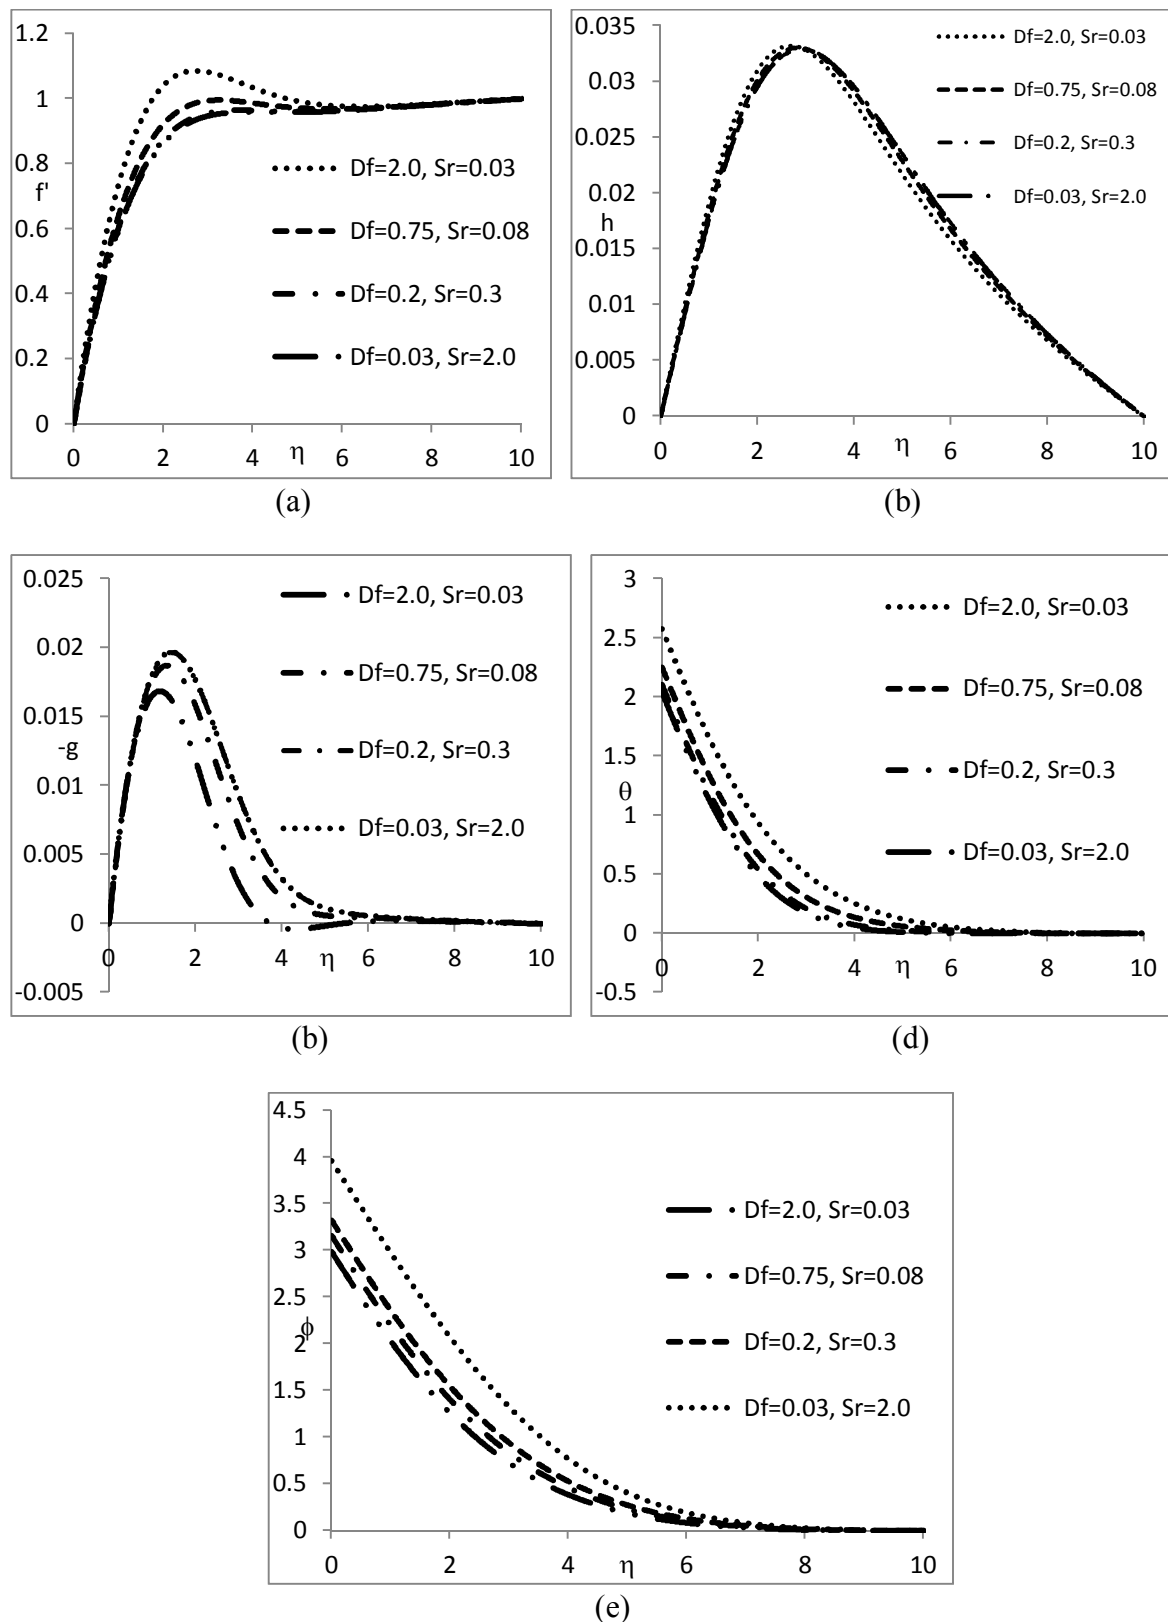 1.2
1
0.8
f'
0.6
0.4
0.2
0
0 2 4 η 6 8 10
Df=2.0, Sr=0.03
Df=0.75, Sr=0.08
Df=0.2, Sr=0.3
Df=0.03, Sr=2.0
(a)
0.035
0.03
0.025
0.02
h
0.015
0.01
0.005
0
0 2 4 η 6 8 10
Df=2.0, Sr=0.03
Df=0.75, Sr=0.08
Df=0.2, Sr=0.3
Df=0.03, Sr=2.0
(b)
0.025
0.02
0.015
-g
0.01
0.005
0
-0.005
0 2 4 η 6 8 10
Df=2.0, Sr=0.03
Df=0.75, Sr=0.08
Df=0.2, Sr=0.3
Df=0.03, Sr=2.0
(b)
3
2.5
2
1.5
θ
1
0.5
0
-0.5
0 2 4 η 6 8 10
Df=2.0, Sr=0.03
Df=0.75, Sr=0.08
Df=0.2, Sr=0.3
Df=0.03, Sr=2.0
(d)
4.5
4
3.5
3
2.5
ϕ
2
1.5
1
0.5
0
0 2 4 η 6 8 10
Df=2.0, Sr=0.03
Df=0.75, Sr=0.08
Df=0.2, Sr=0.3
Df=0.03, Sr=2.0
(e)